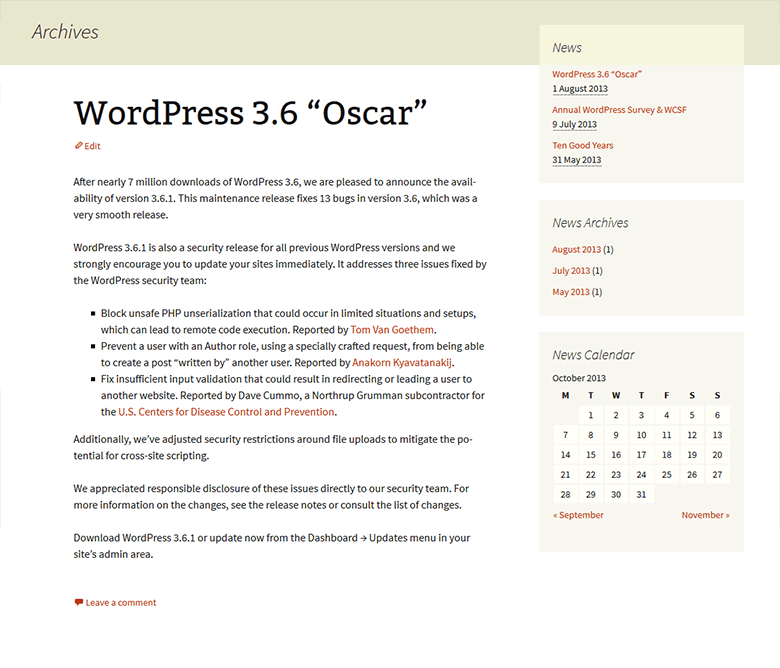 Archives
WordPress 3.6 “Oscar”
Edit
After nearly 7 million downloads of WordPress 3.6, we are pleased to announce the avail-
ability of version 3.6.1. This maintenance release fixes 13 bugs in version 3.6, which was a
very smooth release.
WordPress 3.6.1 is also a security release for all previous WordPress versions and we
strongly encourage you to update your sites immediately. It addresses three issues fixed by
the WordPress security team:
Block unsafe PHP unserialization that could occur in limited situations and setups,
which can lead to remote code execution. Reported by Tom Van Goethem.
Prevent a user with an Author role, using a specially crafted request, from being able
to create a post “written by” another user. Reported by Anakorn Kyavatanakij.
Fix insufficient input validation that could result in redirecting or leading a user to
another website. Reported by Dave Cummo, a Northrup Grumman subcontractor for
the U.S. Centers for Disease Control and Prevention.
Additionally, we’ve adjusted security restrictions around file uploads to mitigate the po-
tential for cross-site scripting.
We appreciated responsible disclosure of these issues directly to our security team. For
more information on the changes, see the release notes or consult the list of changes.
Download WordPress 3.6.1 or update now from the Dashboard → Updates menu in your
site’s admin area.
Leave a comment
News
WordPress 3.6 “Oscar”
1 August 2013
Annual WordPress Survey & WCSF
9 July 2013
Ten Good Years
31 May 2013
News Archives
August 2013 (1)
July 2013 (1)
May 2013 (1)
News Calendar
October 2013
M T W T F S S
1 2 3 4 5 6
7 8 9 10 11 12 13
14 15 16 17 18 19 20
21 22 23 24 25 26 27
28 29 30 31
« September November »